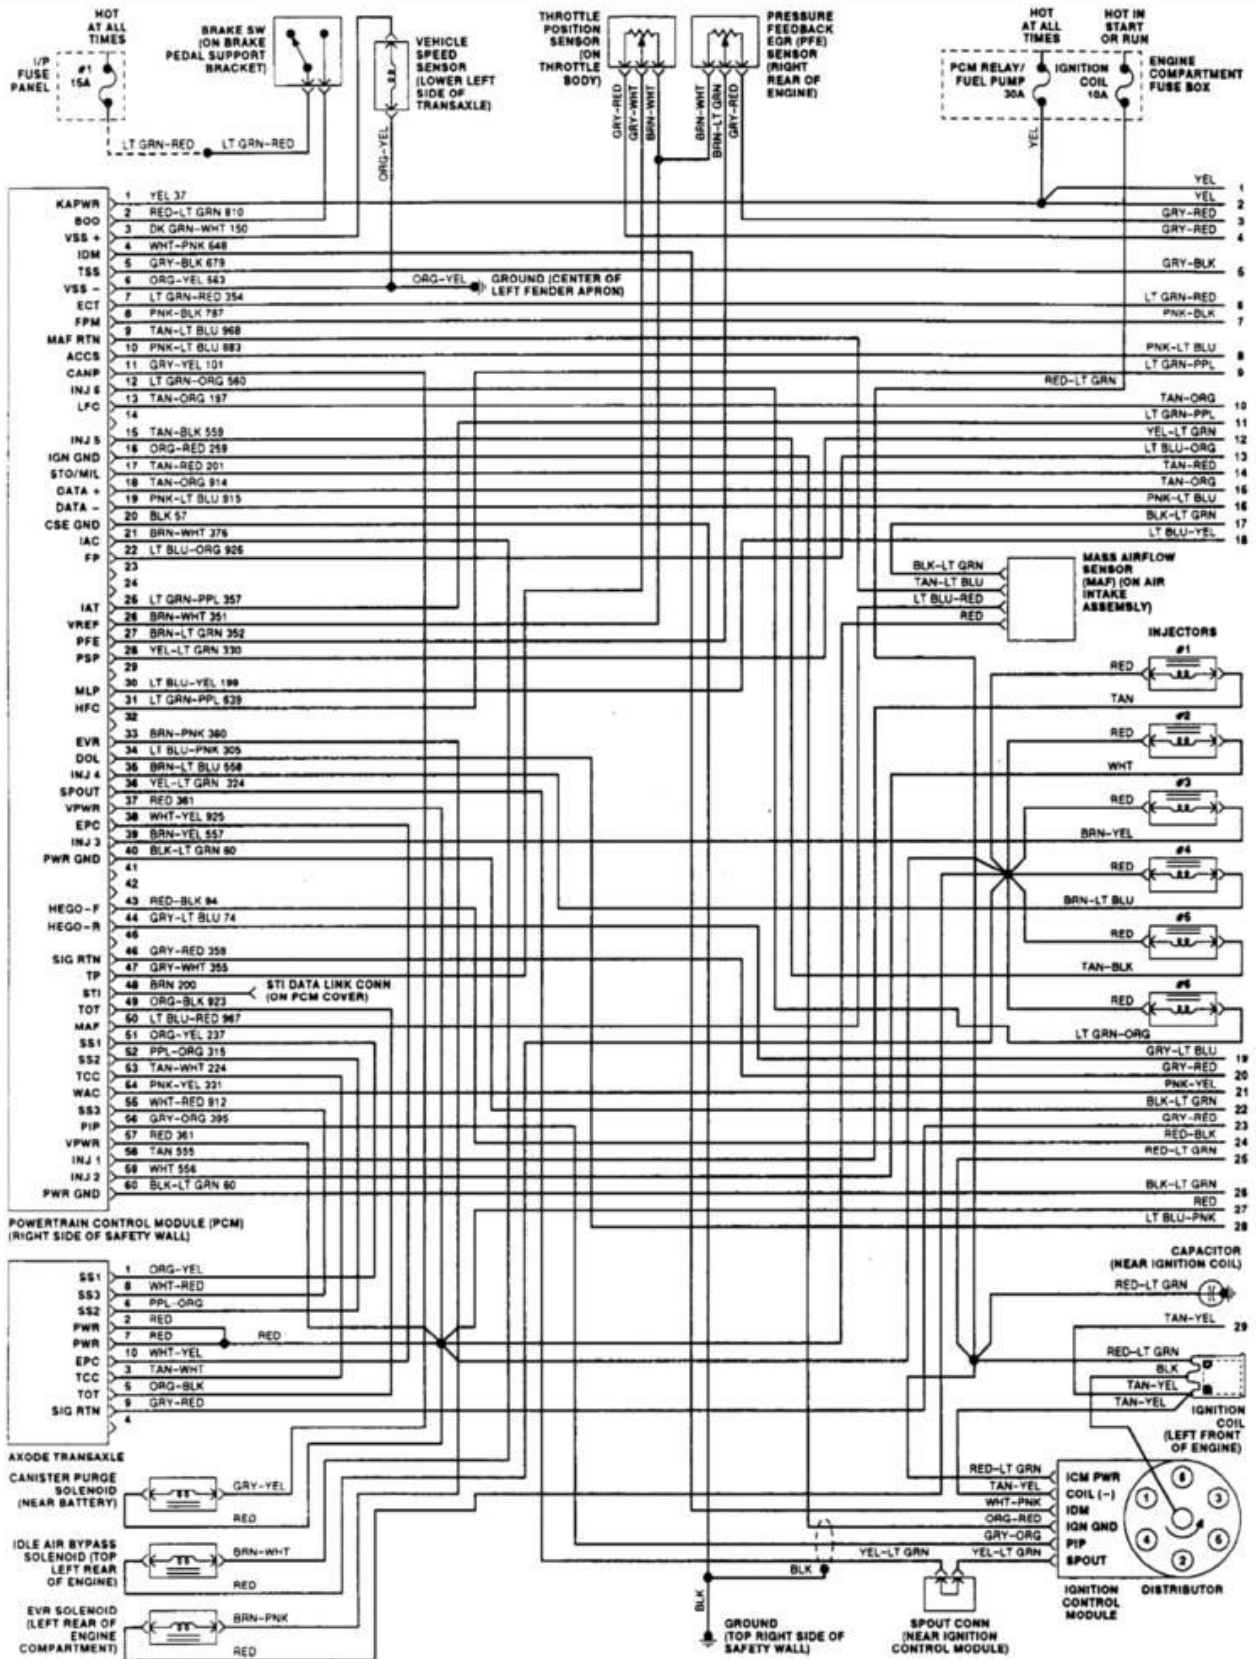 HOT
AT ALL
TIMES
I/P
FUSE
PANEL
#1
15A
BRAKE SW
(ON BRAKE
PEDAL SUPPORT
BRACKET)
VEHICLE
SPEED
SENSOR
(LOWER LEFT
SIDE OF
TRANSAXLE)
THROTTLE
POSITION
SENSOR
(ON
THROTTLE
BODY)
PRESSURE
FEEDBACK
EGR (PFE)
SENSOR
(RIGHT
REAR OF
ENGINE)
HOT
AT ALL
TIMES
HOT IN
START
OR RUN
PCM RELAY/
FUEL PUMP
30A
IGNITION
COIL
10A
ENGINE
COMPARTMENT
FUSE BOX
LT GRN-RED
LT GRN-RED
ORG-YEL
GRY-RED
GRY-WHT
BRN-WHT
BRN-WHT
BRN-LT GRN
GRY-RED
YEL
KAPWR 1 YEL 37
BOO 2 RED-LT GRN 810
VSS + 3 DK GRN-WHT 150
IDM 4 WHT-PNK 648
TSS 5 GRY-BLK 679
VSS - 6 ORG-YEL 563
ECT 7 LT GRN-RED 354
FPM 8 PNK-BLK 787
MAF RTN 9 TAN-LT BLU 968
ACCS 10 PNK-LT BLU 883
CANP 11 GRY-YEL 101
INJ 6 12 LT GRN-ORG 560
LFC 13 TAN-ORG 197
14
INJ 5 15 TAN-BLK 559
IGN GND 16 ORG-RED 259
STO/MIL 17 TAN-RED 201
DATA + 18 TAN-ORG 914
DATA - 19 PNK-LT BLU 915
CSE GND 20 BLK 57
IAC 21 BRN-WHT 376
FP 22 LT BLU-ORG 926
23
24
IAT 25 LT GRN-PPL 357
VREF 26 BRN-WHT 351
PFE 27 BRN-LT GRN 352
PSP 28 YEL-LT GRN 330
29
MLP 30 LT BLU-YEL 199
HFC 31 LT GRN-PPL 639
32
EVR 33 BRN-PNK 360
DOL 34 LT BLU-PNK 305
INJ 4 35 BRN-LT BLU 558
SPOUT 36 YEL-LT GRN 324
VPWR 37 RED 361
EPC 38 WHT-YEL 925
INJ 3 39 BRN-YEL 557
PWR GND 40 BLK-LT GRN 60
41
42
HEGO-F 43 RED-BLK 94
HEGO-R 44 GRY-LT BLU 74
45
SIG RTN 46 GRY-RED 359
TP 47 GRY-WHT 355
STI 48 BRN 200
TOT 49 ORG-BLK 923
MAF 50 LT BLU-RED 967
SS1 51 ORG-YEL 237
SS2 52 PPL-ORG 315
TCC 53 TAN-WHT 224
WAC 54 PNK-YEL 331
SS3 55 WHT-RED 912
PIP 56 GRY-ORG 395
VPWR 57 RED 361
INJ 1 58 TAN 555
INJ 2 59 WHT 556
PWR GND 60 BLK-LT GRN 60
POWERTRAIN CONTROL MODULE (PCM)
(RIGHT SIDE OF SAFETY WALL)
ORG-YEL
GROUND (CENTER OF
LEFT FENDER APRON)
STI DATA LINK CONN
(ON PCM COVER)
YEL 1
YEL 2
GRY-RED 3
GRY-RED 4
GRY-BLK 5
LT GRN-RED 6
PNK-BLK 7
PNK-LT BLU 8
LT GRN-PPL 9
RED-LT GRN
TAN-ORG 10
LT GRN-PPL 11
YEL-LT GRN 12
LT BLU-ORG 13
TAN-RED 14
TAN-ORG 15
PNK-LT BLU 16
BLK-LT GRN 17
LT BLU-YEL 18
BLK-LT GRN
TAN-LT BLU
LT BLU-RED
RED
MASS AIRFLOW
SENSOR
(MAF) (ON AIR
INTAKE
ASSEMBLY)
INJECTORS
#1
RED
TAN
#2
RED
WHT
#3
RED
BRN-YEL
#4
RED
BRN-LT BLU
#5
RED
TAN-BLK
#6
RED
LT GRN-ORG
GRY-LT BLU 19
GRY-RED 20
PNK-YEL 21
BLK-LT GRN 22
GRY-RED 23
RED-BLK 24
RED-LT GRN 25
BLK-LT GRN 26
RED 27
LT BLU-PNK 28
SS1 1 ORG-YEL
SS3 8 WHT-RED
SS2 6 PPL-ORG
PWR 2 RED
PWR 7 RED
RED
EPC 10 WHT-YEL
TCC 3 TAN-WHT
TOT 5 ORG-BLK
SIG RTN 9 GRY-RED
4
AXODE TRANSAXLE
CANISTER PURGE
SOLENOID
(NEAR BATTERY)
GRY-YEL
RED
IDLE AIR BYPASS
SOLENOID (TOP
LEFT REAR
OF ENGINE)
BRN-WHT
RED
EVR SOLENOID
(LEFT REAR OF
ENGINE
COMPARTMENT)
BRN-PNK
RED
CAPACITOR
(NEAR IGNITION COIL)
RED-LT GRN
TAN-YEL 29
RED-LT GRN
BLK
TAN-YEL
TAN-YEL
IGNITION
COIL
(LEFT FRONT
OF ENGINE)
RED-LT GRN ICM PWR
TAN-YEL COIL (-)
WHT-PNK IDM
ORG-RED IGN GND
GRY-ORG PIP
YEL-LT GRN YEL-LT GRN SPOUT
6
1 3
4 5
2
IGNITION
CONTROL
MODULE
DISTRIBUTOR
BLK
BLK
GROUND
(TOP RIGHT SIDE OF
SAFETY WALL)
SPOUT CONN
(NEAR IGNITION
CONTROL MODULE)